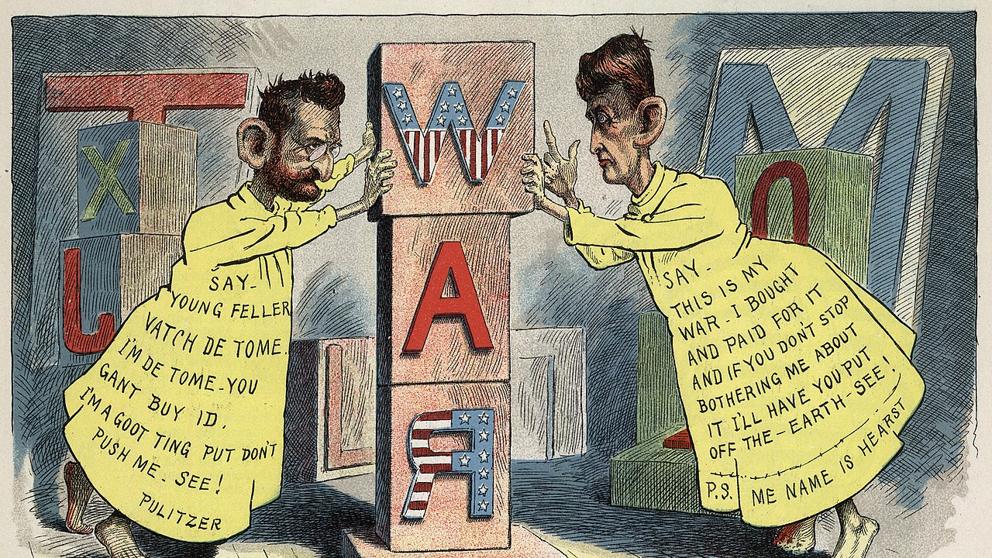 T
X
J
SAY-
YOUNG FELLER
VATCH DE TOME.
I'M DE TOME-YOU
GANT BUY ID.
I'M A GOOT TING PUT DON'T
PUSH ME. SEE!
PULITZER
W
A
R
M
SAY-
THIS IS MY
WAR. I BOUGHT
AND PAID FOR IT
AND IF YOU DON'T STOP
BOTHERING ME ABOUT
IT I'LL HAVE YOU PUT
OFF THE-EARTH-SEE!
P.S. ME NAME IS HEARST